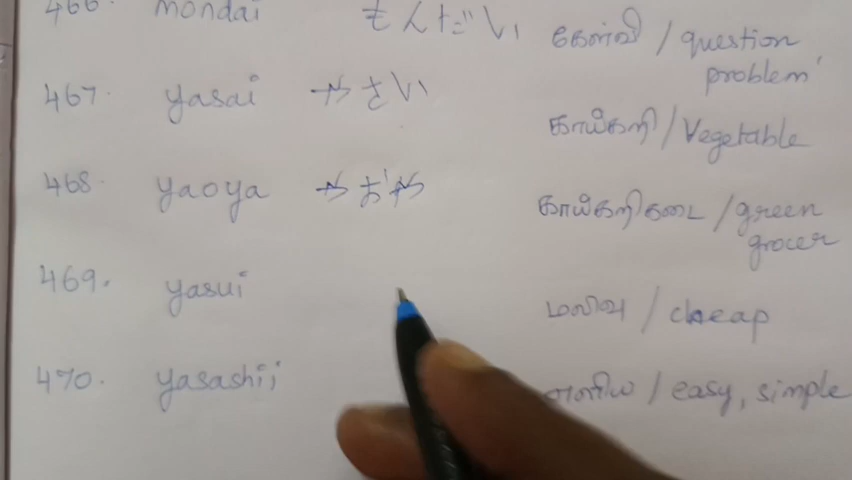 466. mondai もんだい கேள்வி / question
problem'
467. yasai やさい காய்கறி / Vegetable
468. yaoya やおや காய்கறிகடை / green
grocer
469. yasui மலிவு / cheap
470. yasashii எளிய / easy, simple